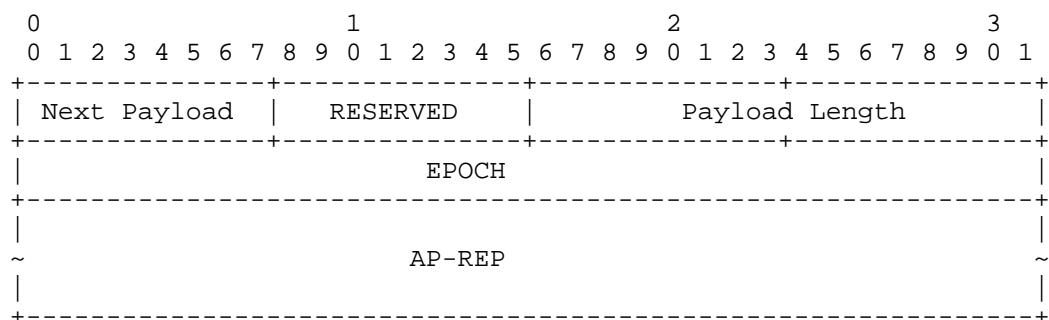 0                   1                   2                   3
0 1 2 3 4 5 6 7 8 9 0 1 2 3 4 5 6 7 8 9 0 1 2 3 4 5 6 7 8 9 0 1
+---------------+---------------+---------------+---------------+
| Next Payload  |   RESERVED    |         Payload Length        |
+---------------+---------------+---------------+---------------+
|                         EPOCH                                 |
+---------------------------------------------------------------+
|                                                               |
~                        AP-REP                                 ~
|                                                               |
+---------------------------------------------------------------+